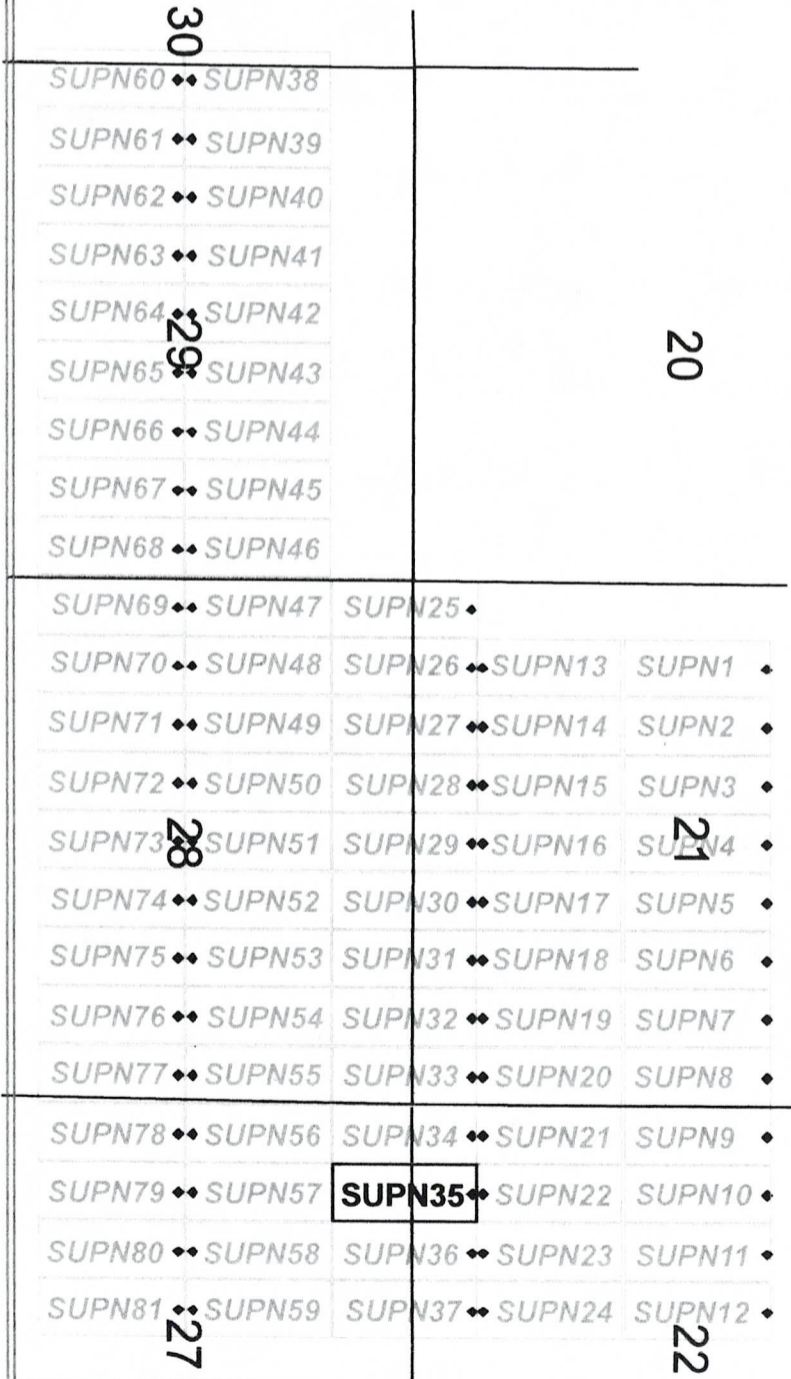 30
SUPN60 SUPN38
SUPN61 SUPN39
SUPN62 SUPN40
SUPN63 SUPN41
SUPN64 SUPN42
29
20
SUPN65 SUPN43
SUPN66 SUPN44
SUPN67 SUPN45
SUPN68 SUPN46
SUPN69 SUPN47 SUPN25
SUPN70 SUPN48 SUPN26 SUPN13 SUPN1
SUPN71 SUPN49 SUPN27 SUPN14 SUPN2
SUPN72 SUPN50 SUPN28 SUPN15 SUPN3
SUPN73 28 SUPN51 SUPN29 SUPN16 SUPN4 21
SUPN74 SUPN52 SUPN30 SUPN17 SUPN5
SUPN75 SUPN53 SUPN31 SUPN18 SUPN6
SUPN76 SUPN54 SUPN32 SUPN19 SUPN7
SUPN77 SUPN55 SUPN33 SUPN20 SUPN8
SUPN78 SUPN56 SUPN34 SUPN21 SUPN9
SUPN79 SUPN57 SUPN35 SUPN22 SUPN10
SUPN80 SUPN58 SUPN36 SUPN23 SUPN11
SUPN81 SUPN59 SUPN37 SUPN24 SUPN12
27
22